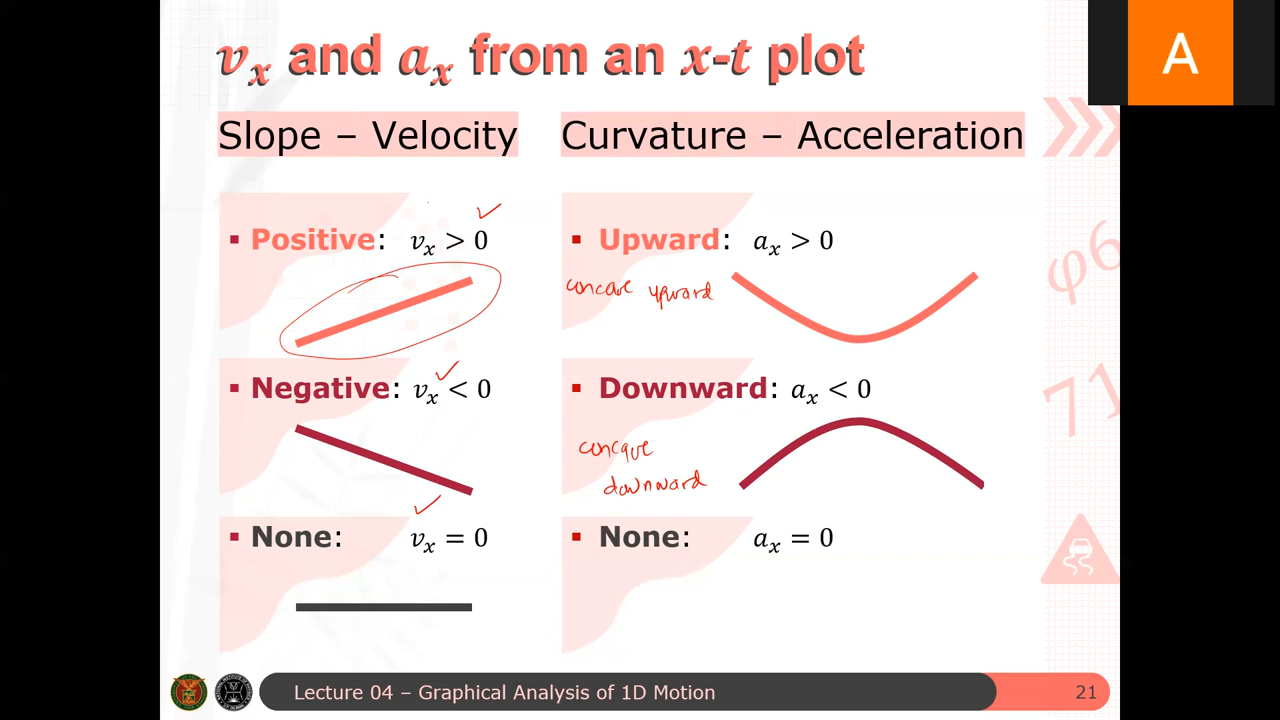 vₓ and aₓ from an x-t plot
A
Slope – Velocity
Curvature – Acceleration
▪ Positive: vₓ > 0
▪ Negative: vₓ < 0
▪ None: vₓ = 0
▪ Upward: aₓ > 0
concave upward
▪ Downward: aₓ < 0
concave
downward
▪ None: aₓ = 0
φ6
71
Lecture 04 – Graphical Analysis of 1D Motion
21